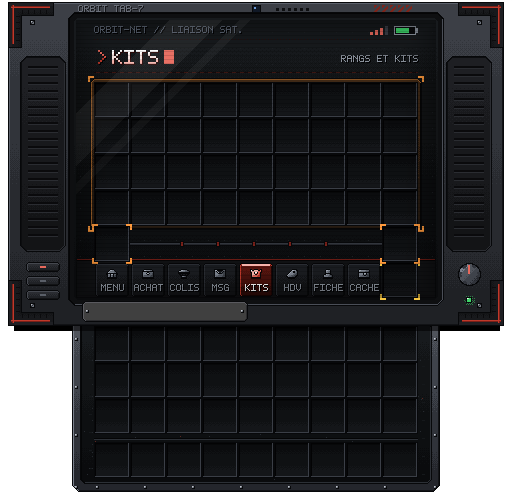 ORBIT TAB-7
ORBIT-NET // LIAISON SAT.
>KITS
RANGS ET KITS
MENU ACHAT COLIS MSG KITS HDV FICHE CACHE